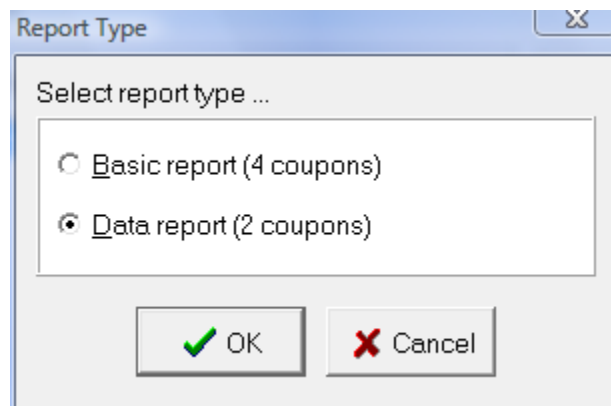 Report Type
Select report type ...
Basic report (4 coupons)
Data report (2 coupons)
OK Cancel